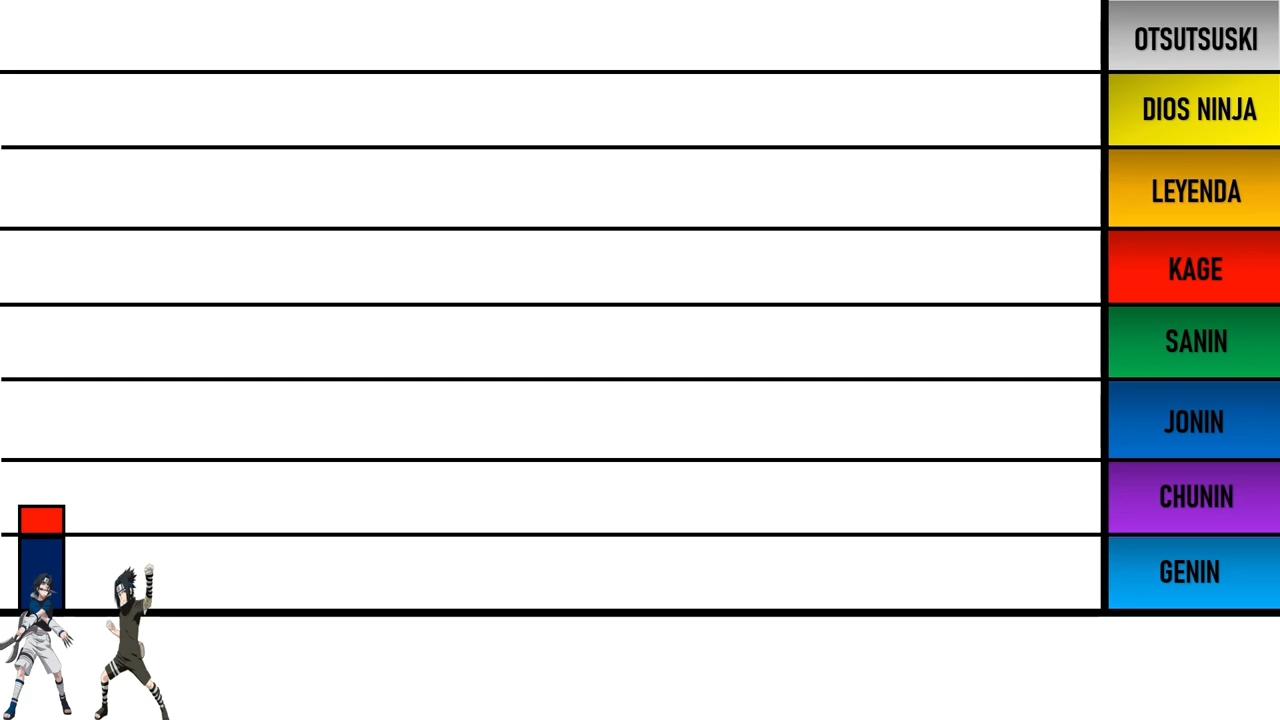 OTSUTSUSKI
DIOS NINJA
LEYENDA
KAGE
SANIN
JONIN
CHUNIN
GENIN